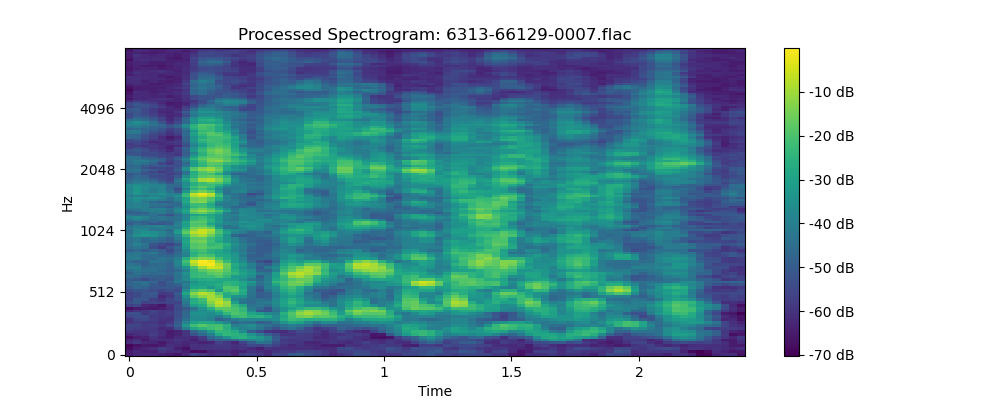 Processed Spectrogram: 6313-66129-0007.flac
Hz
4096
2048
1024
512
0
0
0.5
1
1.5
2
Time
-10 dB
-20 dB
-30 dB
-40 dB
-50 dB
-60 dB
-70 dB